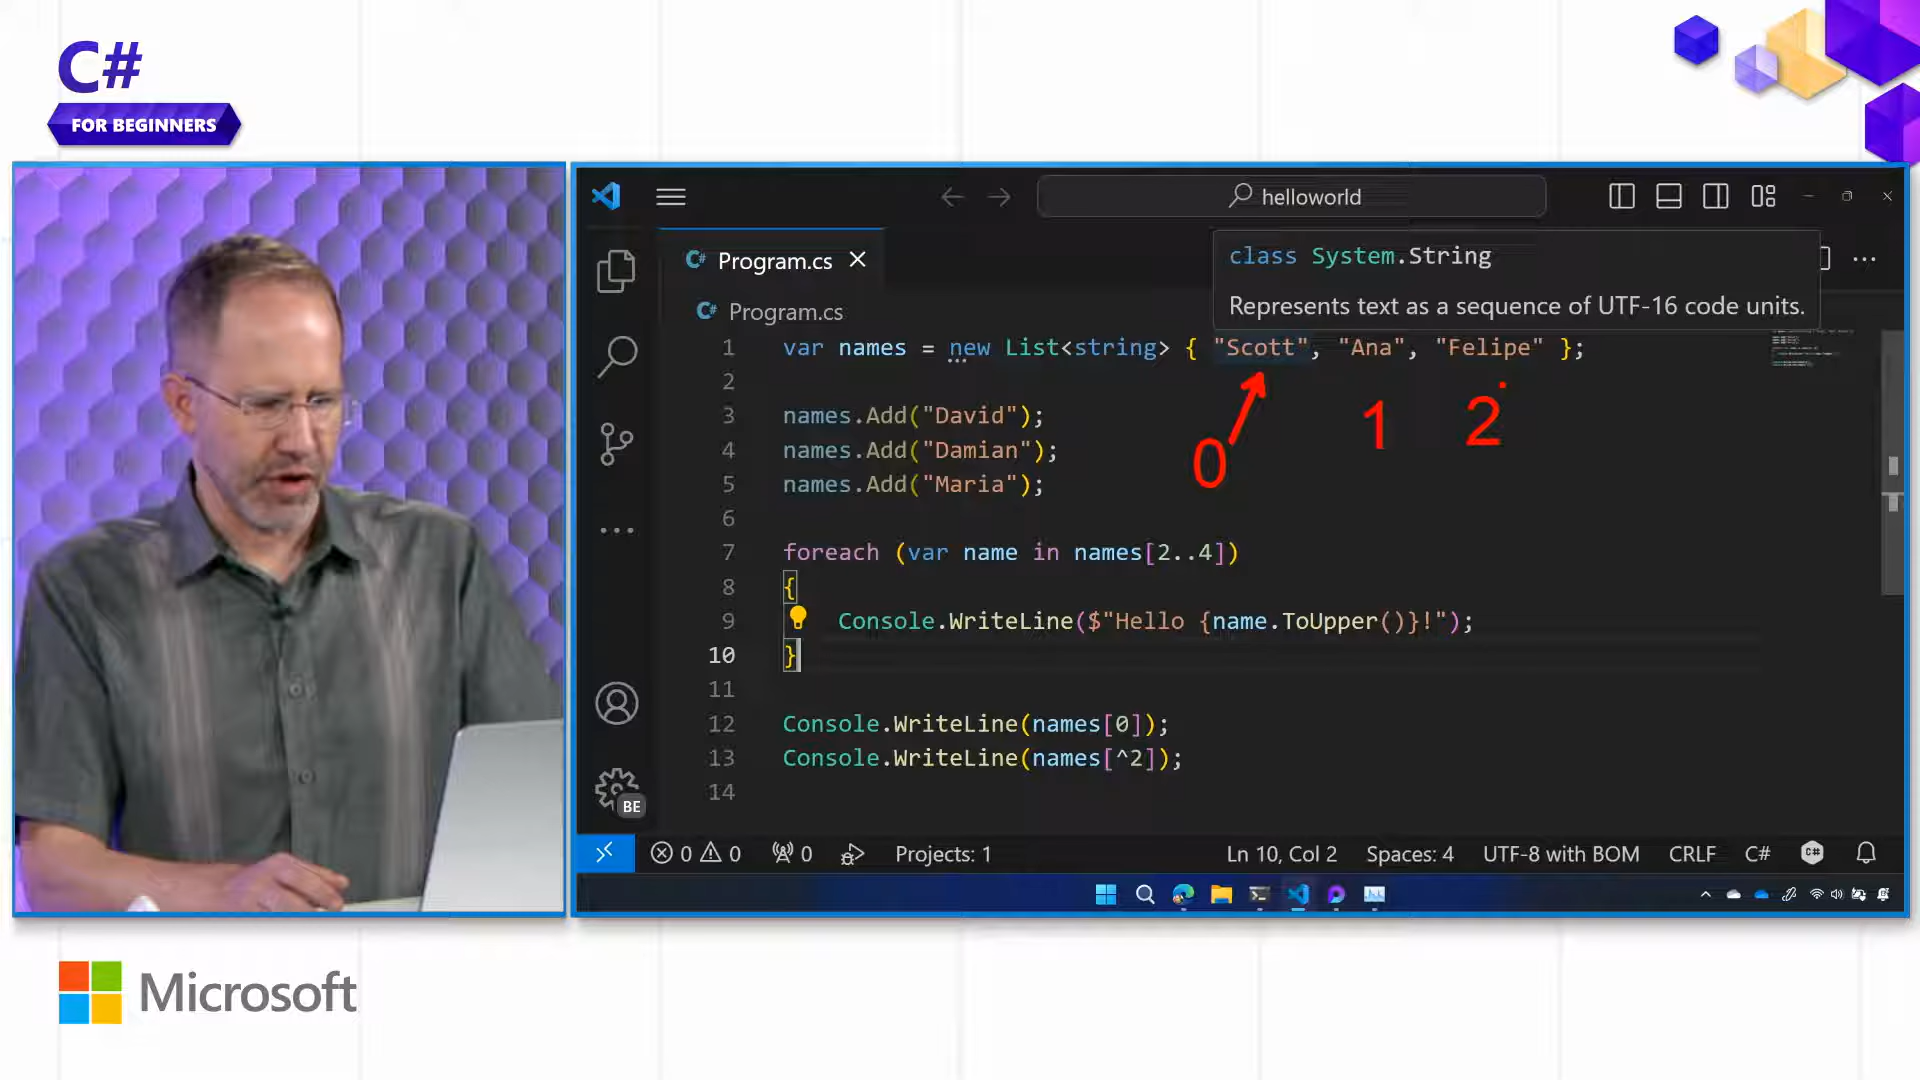 C#
FOR BEGINNERS
helloworld
C# Program.cs
C# Program.cs
class System.String
Represents text as a sequence of UTF-16 code units.
1 var names = new List<string> { "Scott", "Ana", "Felipe" };
2
3 names.Add("David");
4 names.Add("Damian");
5 names.Add("Maria");
0 1 2
6
7 foreach (var name in names[2..4])
8 {
9 Console.WriteLine($"Hello {name.ToUpper()}!");
10 }
11
12 Console.WriteLine(names[0]);
13 Console.WriteLine(names[^2]);
14
BE
0 0 0 Projects: 1 Ln 10, Col 2 Spaces: 4 UTF-8 with BOM CRLF C# C#
Microsoft